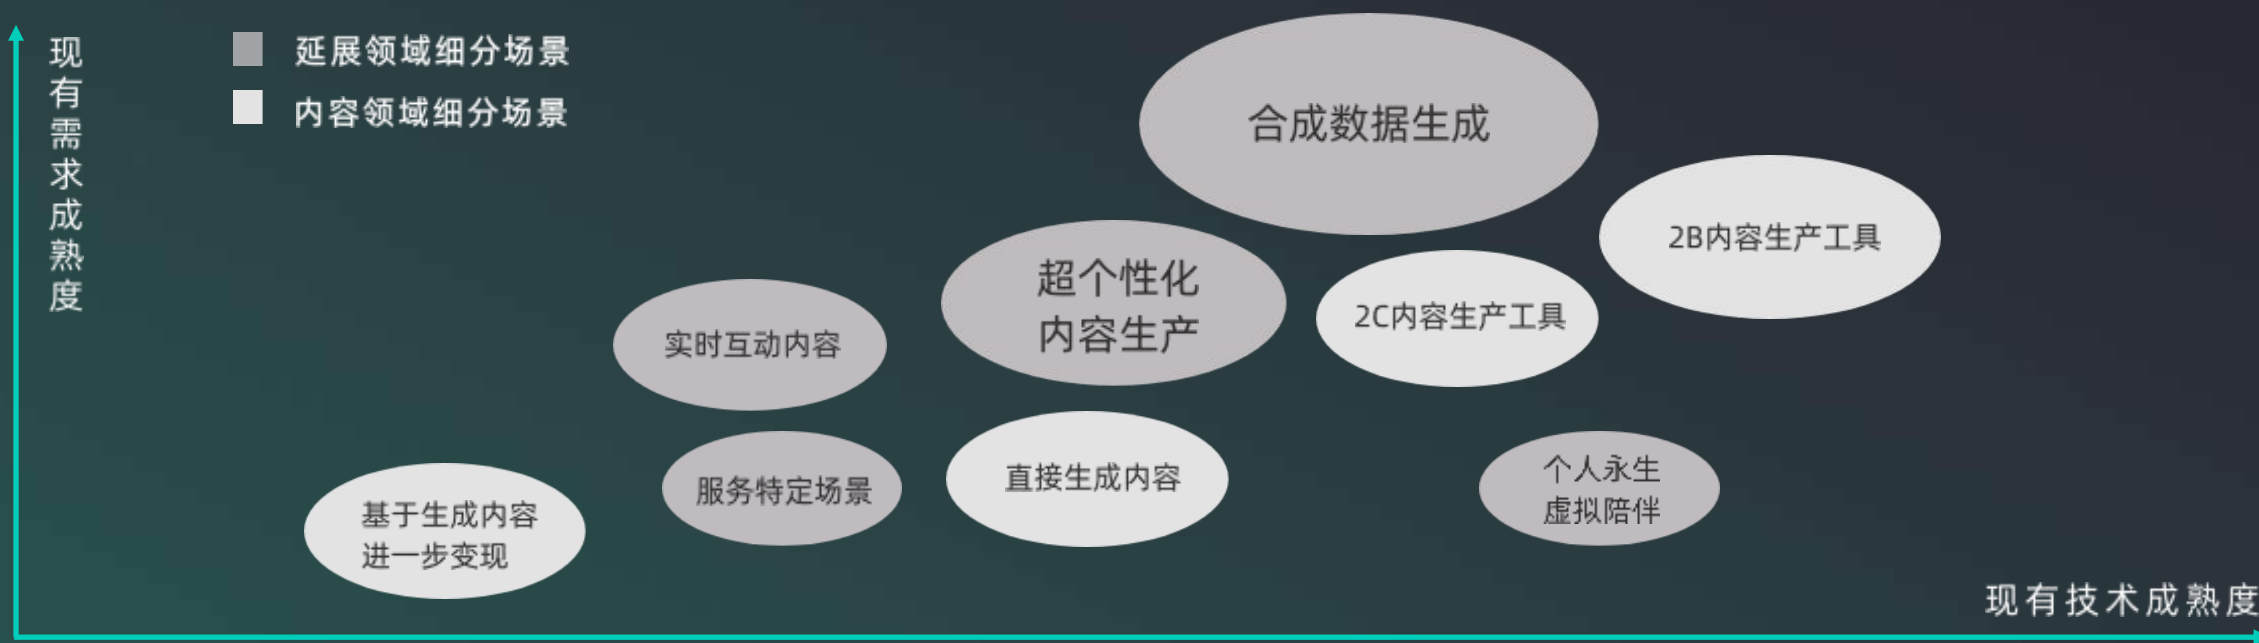 现有需求成熟度
延展领域细分场景
内容领域细分场景
合成数据生成
2B内容生产工具
超个性化
内容生产
2C内容生产工具
实时互动内容
服务特定场景
直接生成内容
个人永生
虚拟陪伴
基于生成内容
进一步变现
现有技术成熟度